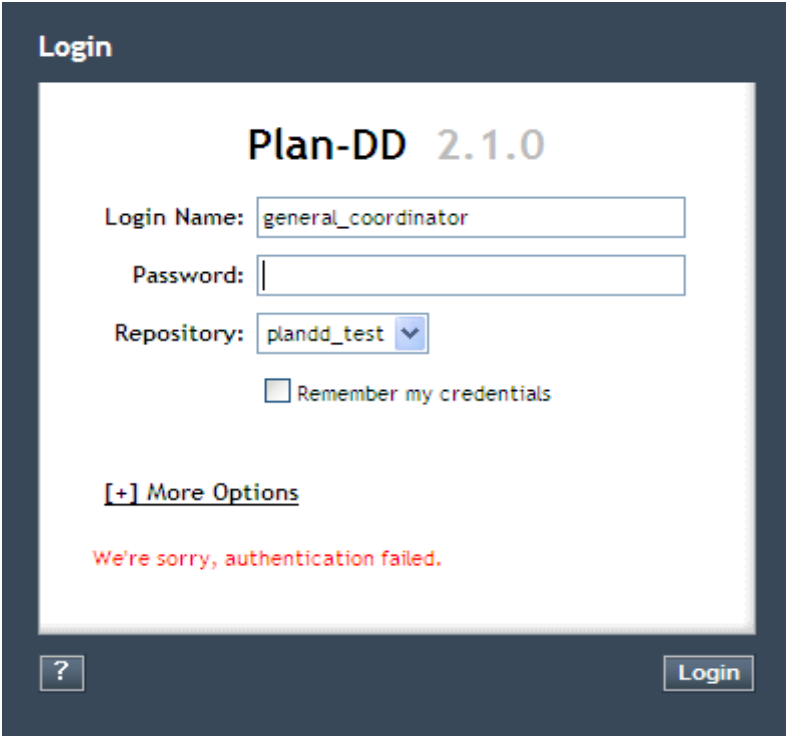 Login
Plan-DD 2.1.0
Login Name: general_coordinator
Password:
Repository: plandd_test
Remember my credentials
[+] More Options
We're sorry, authentication failed.
? Login